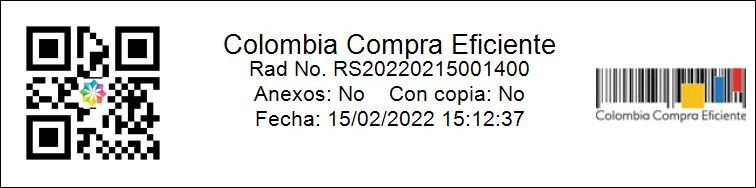 Colombia Compra Eficiente
Rad No. RS20220215001400
Anexos: No Con copia: No
Fecha: 15/02/2022 15:12:37
Colombia Compra Eficiente